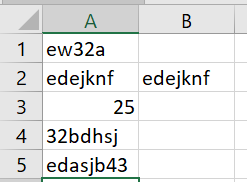 A B
1 ew32a
2 edejknf edejknf
3 25
4 32bdhsj
5 edasjb43